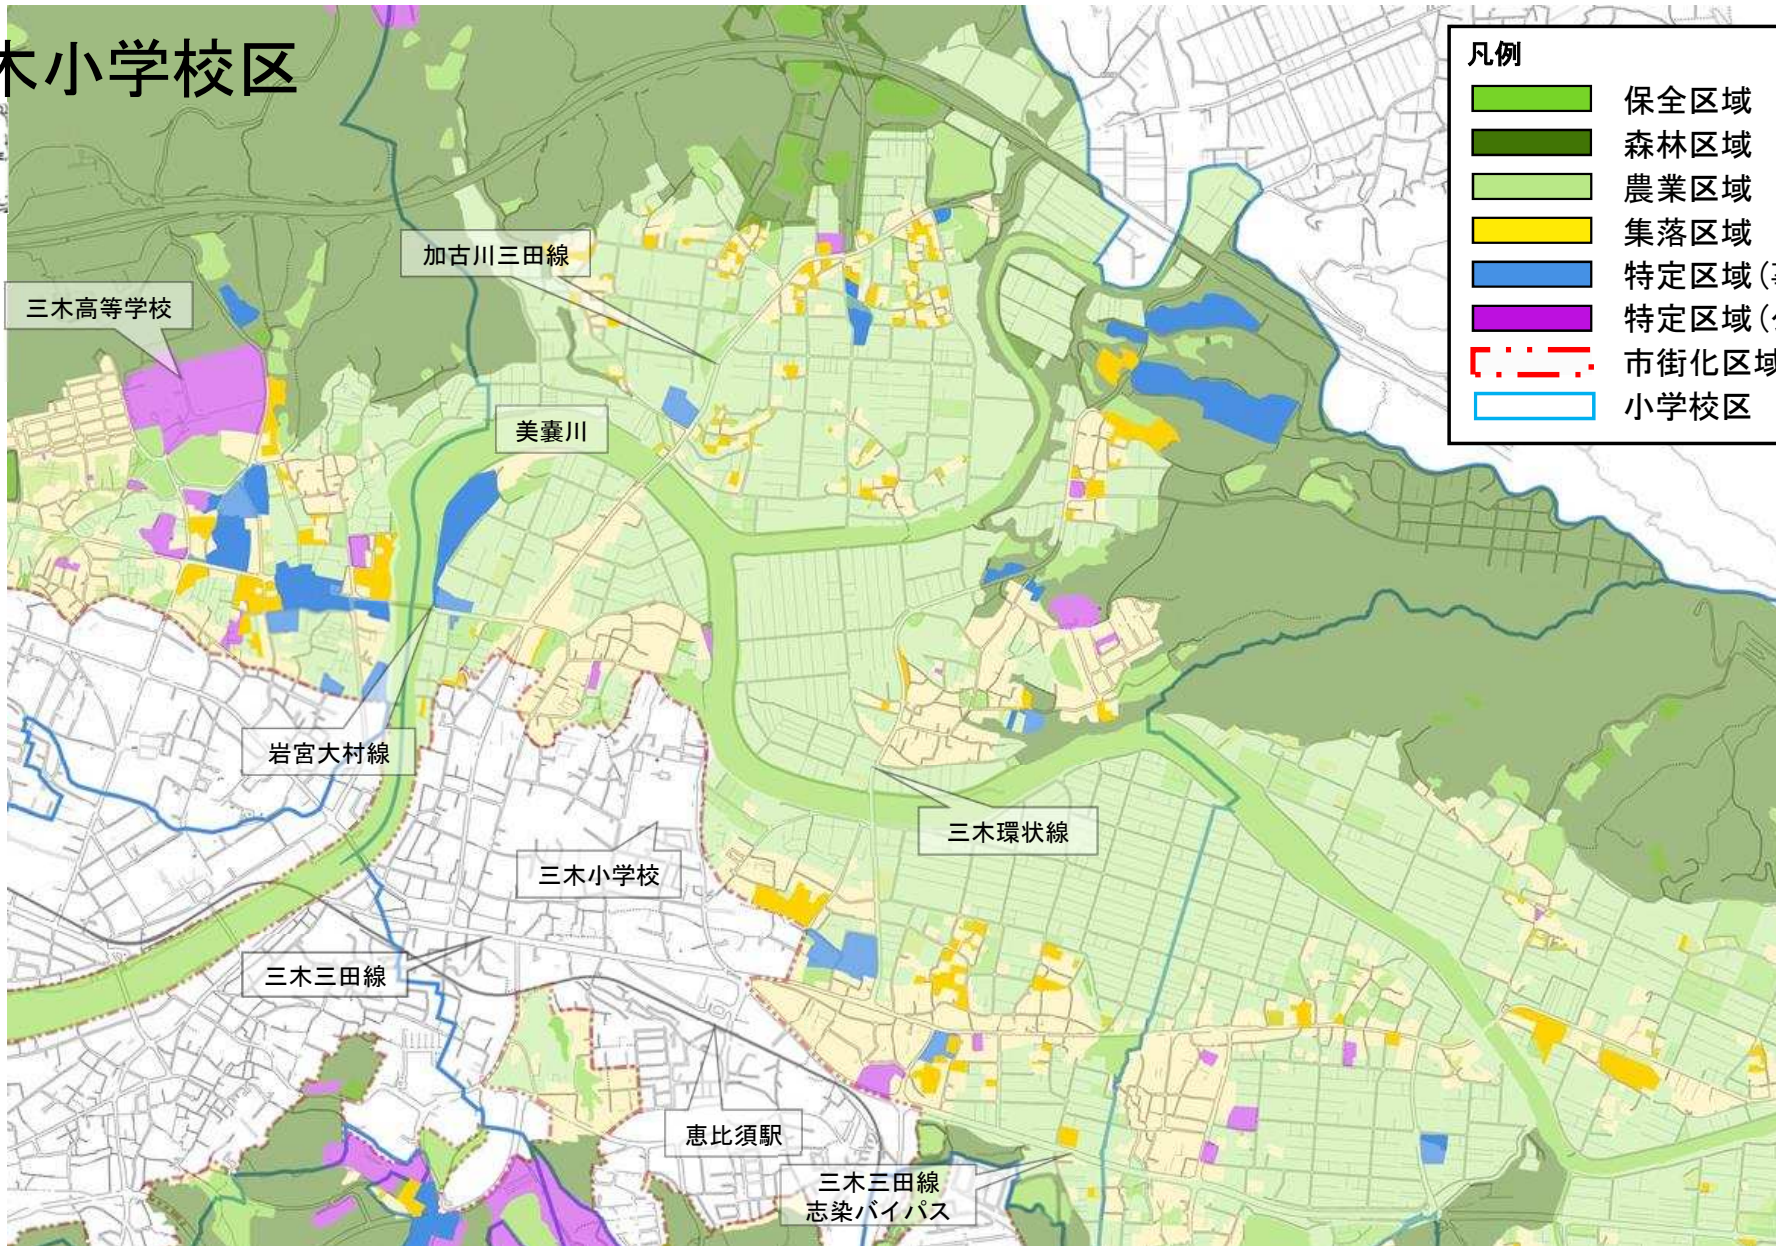 木小学校区
凡例
保全区域
森林区域
農業区域
集落区域
特定区域(
特定区域(
市街化区域
小学校区
加古川三田線
三木高等学校
美嚢川
岩宮大村線
三木環状線
三木小学校
三木三田線
恵比須駅
三木三田線
志染バイパス